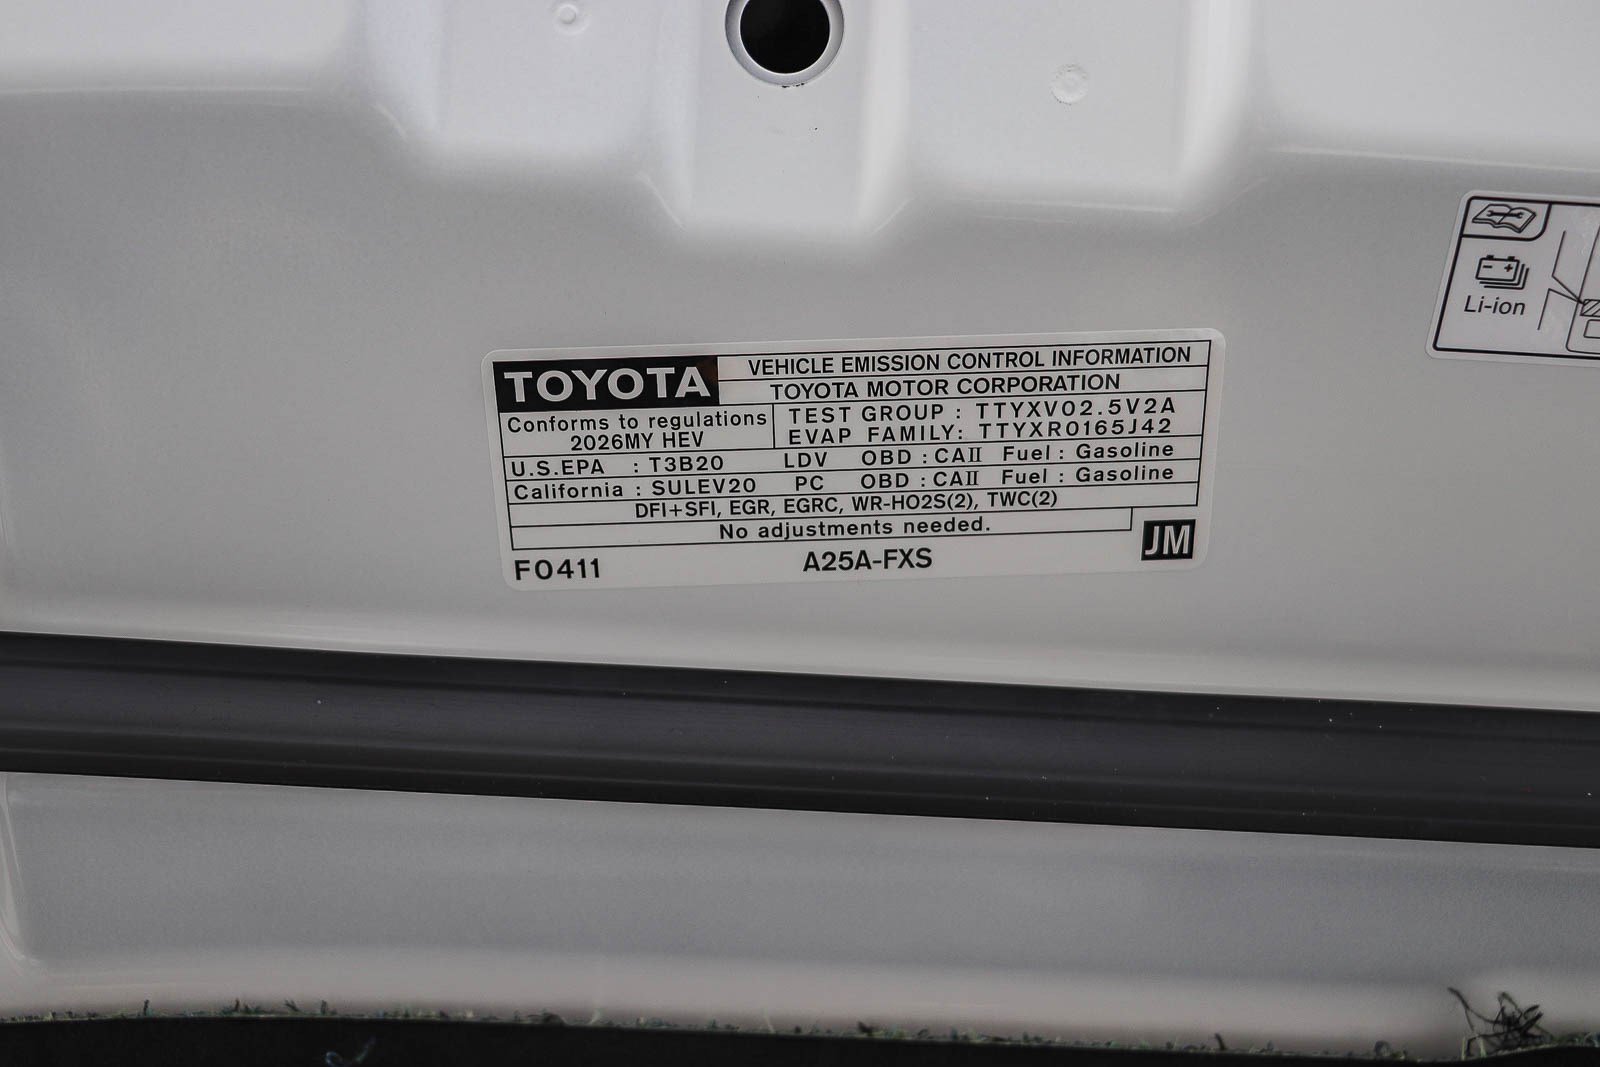 TOYOTA
VEHICLE EMISSION CONTROL INFORMATION
TOYOTA MOTOR CORPORATION
Conforms to regulations
2026MY HEV
TEST GROUP : TTYXV02.5V2A
EVAP FAMILY: TTYXR0165J42
U.S.EPA : T3B20 LDV OBD : CAII Fuel : Gasoline
California : SULEV20 PC OBD : CAII Fuel : Gasoline
DFI+SFI, EGR, EGRC, WR-HO2S(2), TWC(2)
No adjustments needed.
F0411 A25A-FXS JM
Li-ion